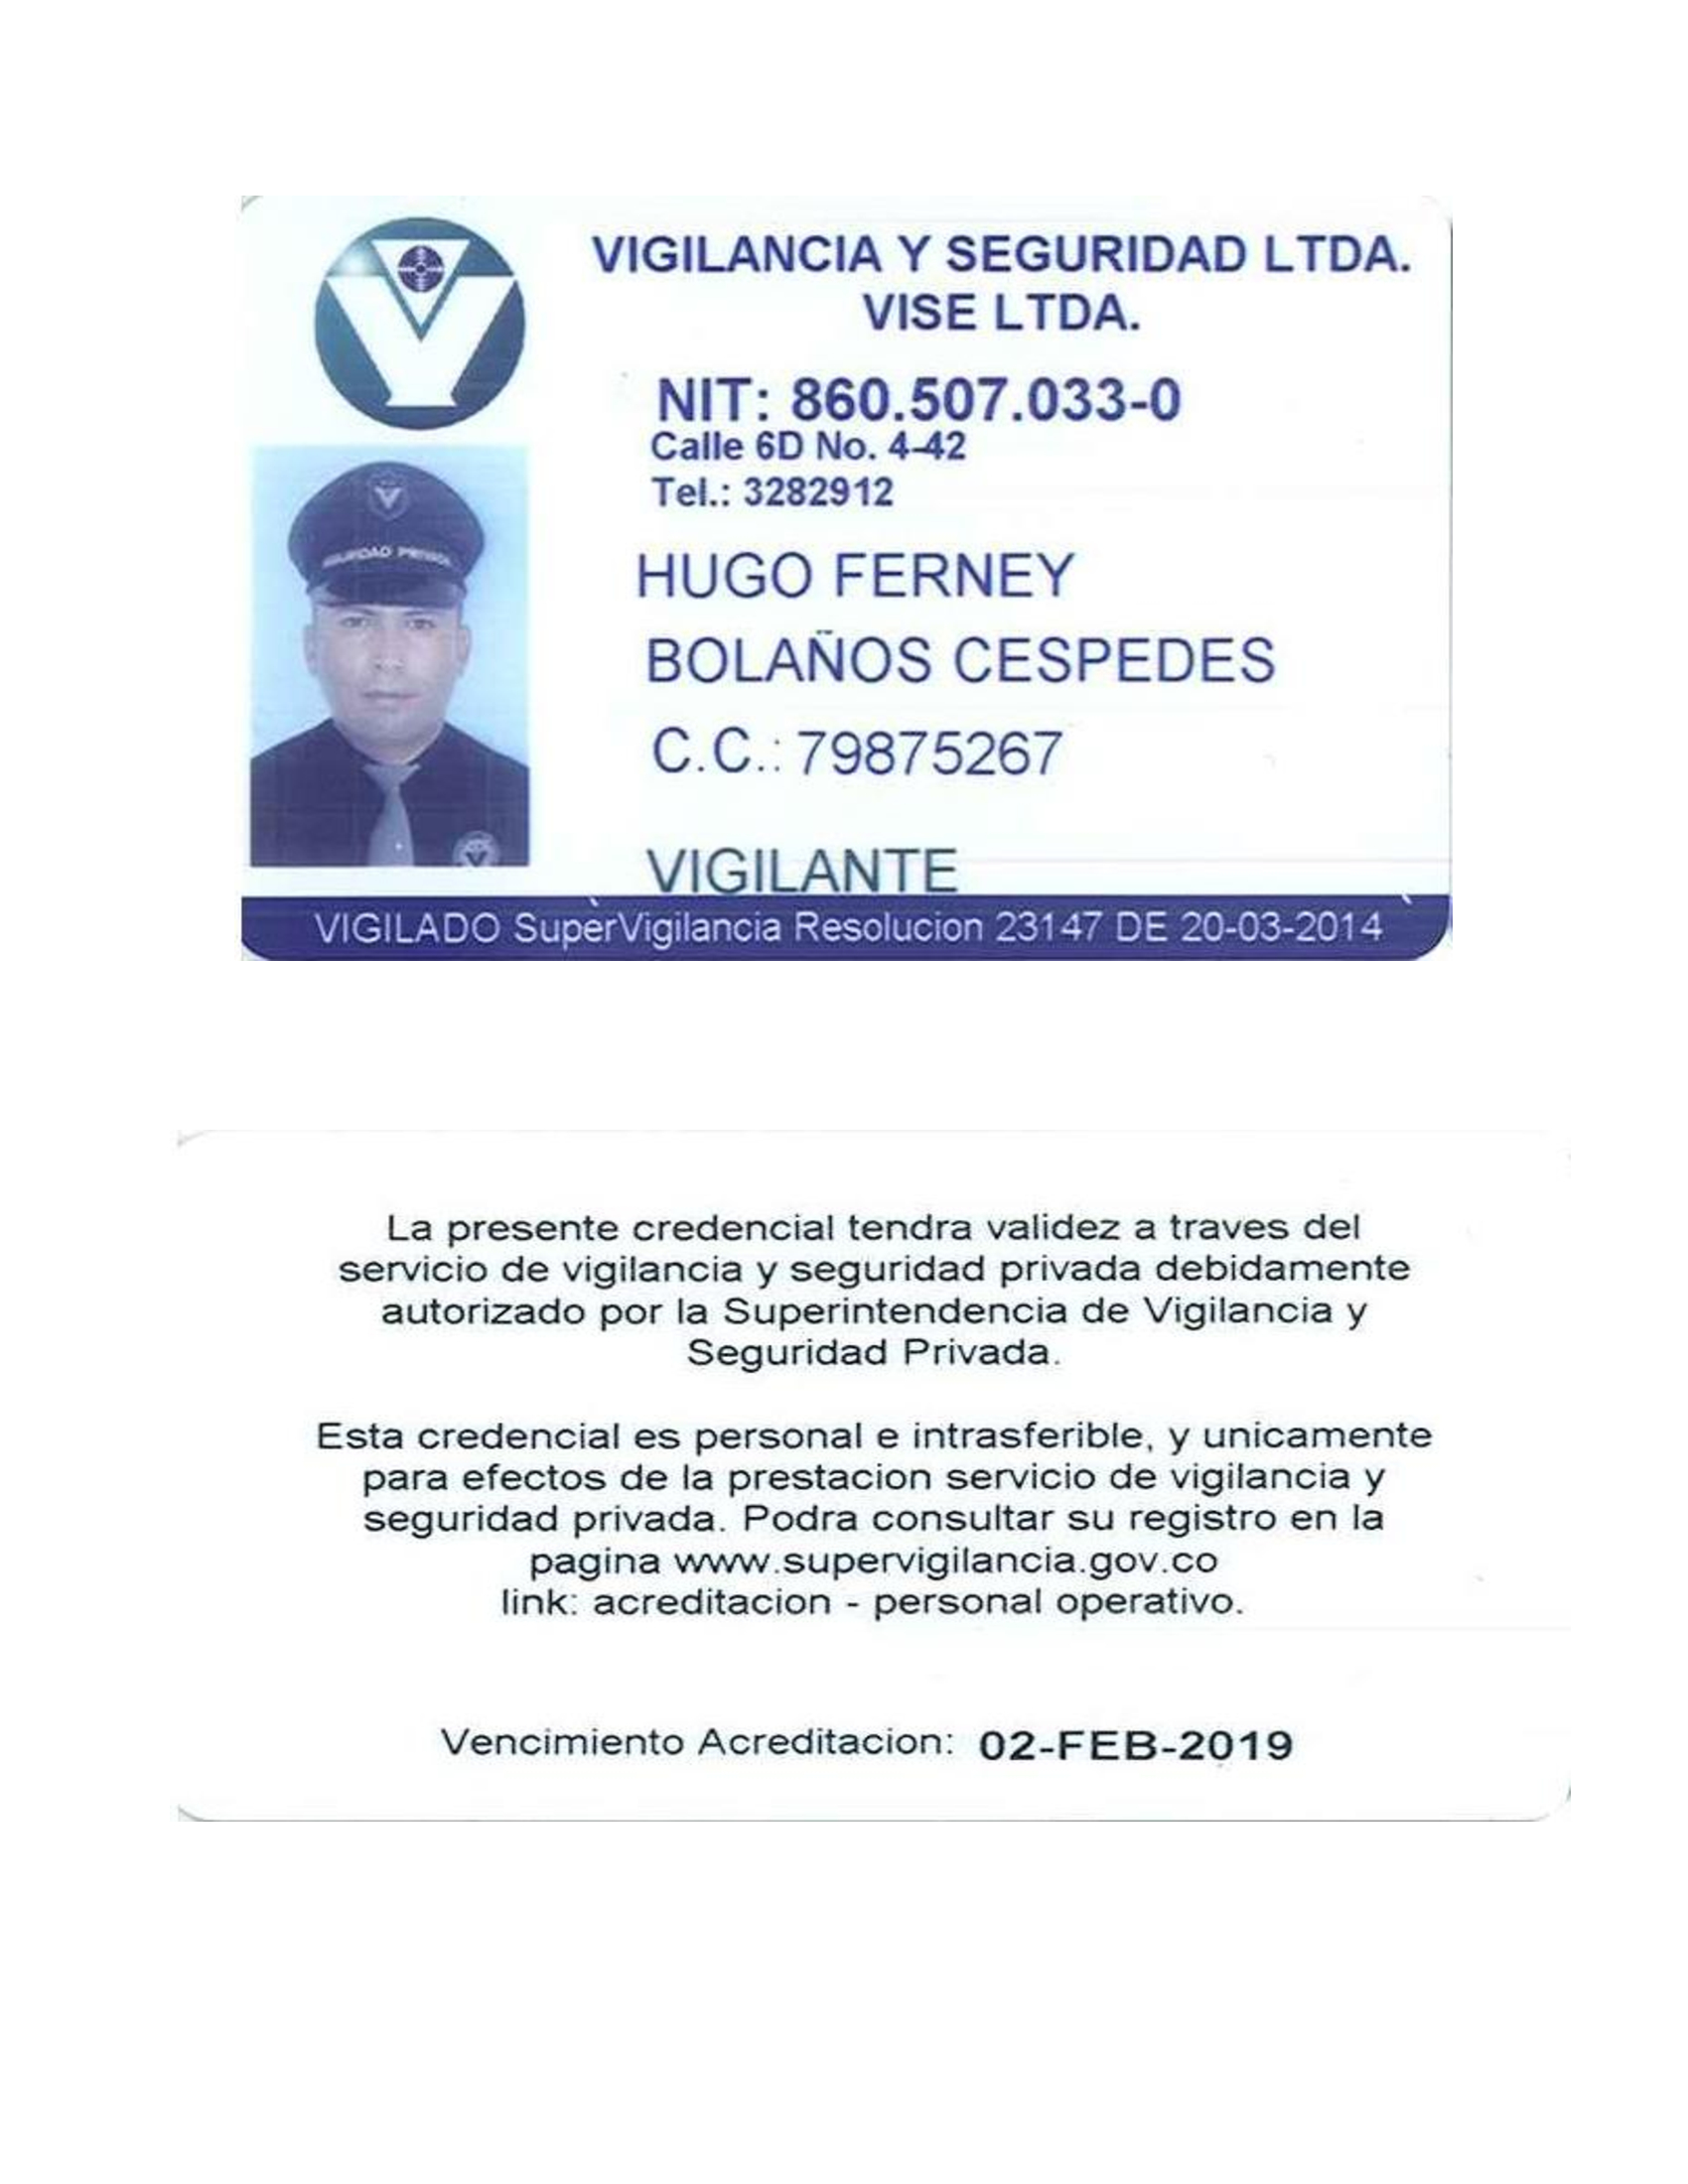 VIGILANCIA Y SEGURIDAD LTDA.
VISE LTDA.
NIT: 860.507.033-0
Calle 6D No. 4-42
Tel.: 3282912
HUGO FERNEY
BOLAÑOS CESPEDES
C.C.: 79875267
VIGILANTE
VIGILADO SuperVigilancia Resolucion 23147 DE 20-03-2014
La presente credencial tendra validez a traves del
servicio de vigilancia y seguridad privada debidamente
autorizado por la Superintendencia de Vigilancia y
Seguridad Privada.
Esta credencial es personal e intrasferible, y unicamente
para efectos de la prestacion servicio de vigilancia y
seguridad privada. Podra consultar su registro en la
pagina www.supervigilancia.gov.co
link: acreditacion - personal operativo.
Vencimiento Acreditacion: 02-FEB-2019